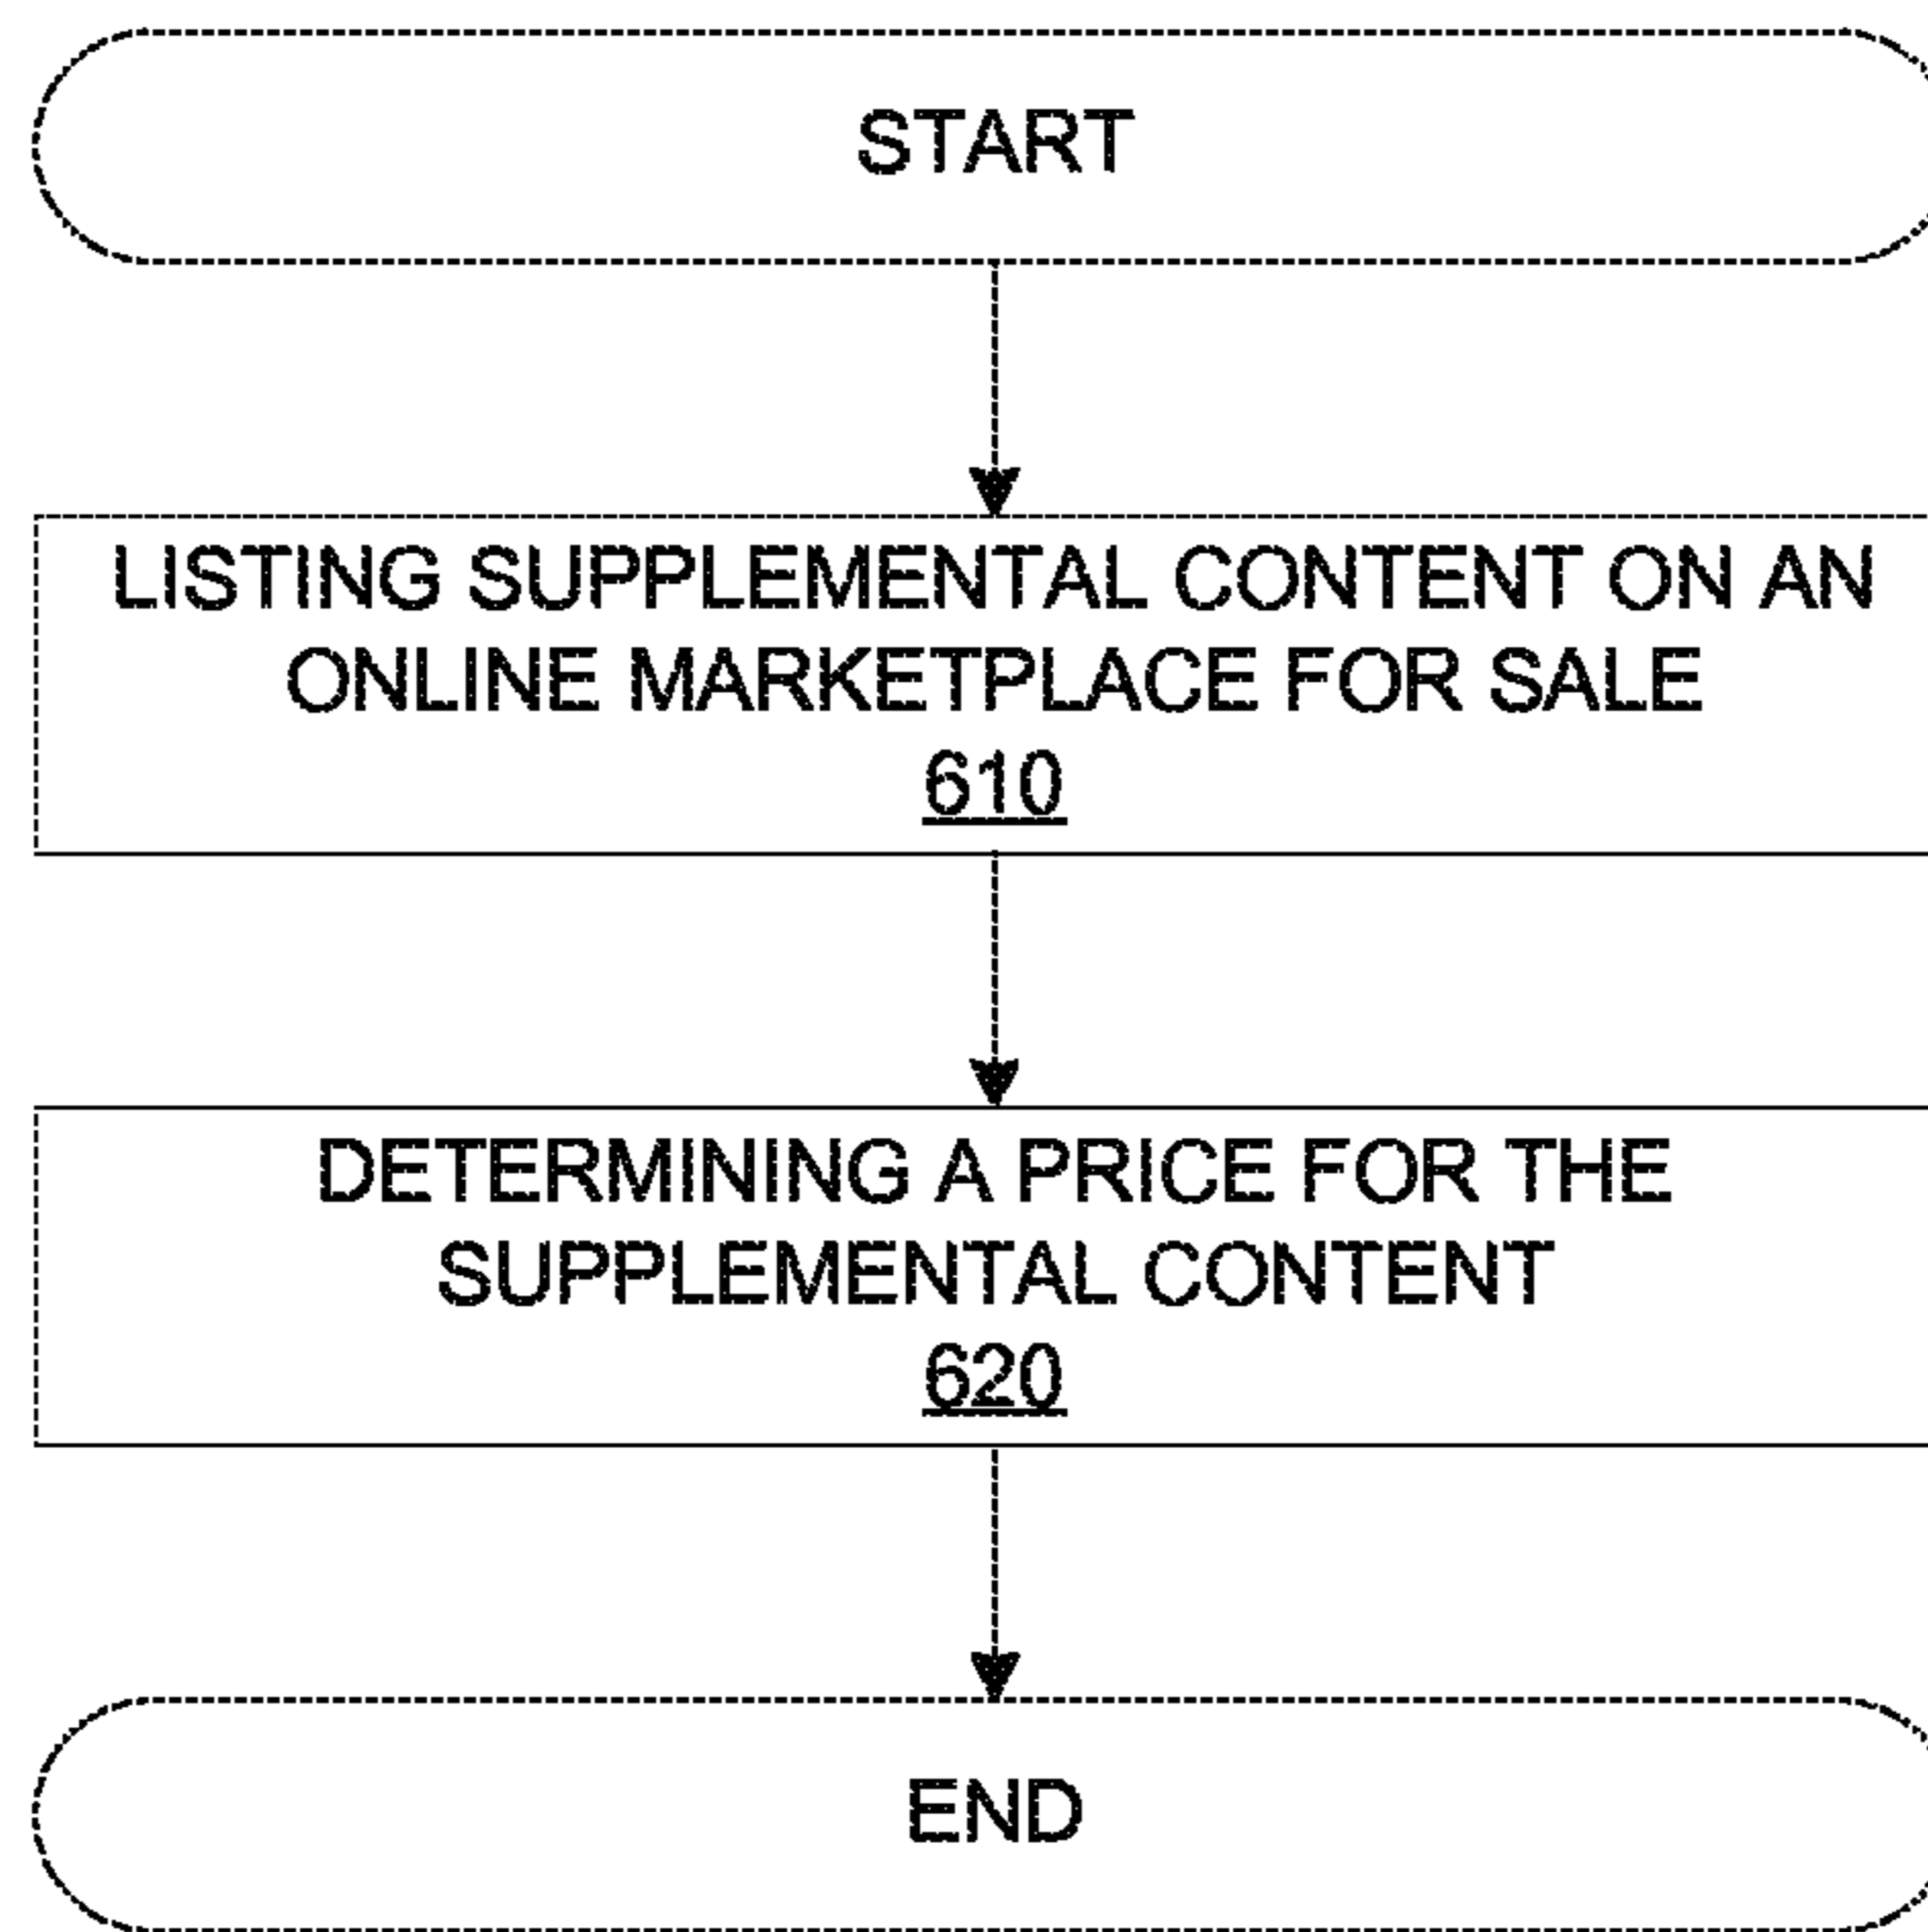 START
LISTING SUPPLEMENTAL CONTENT ON AN
ONLINE MARKETPLACE FOR SALE
610
DETERMINING A PRICE FOR THE
SUPPLEMENTAL CONTENT
620
END